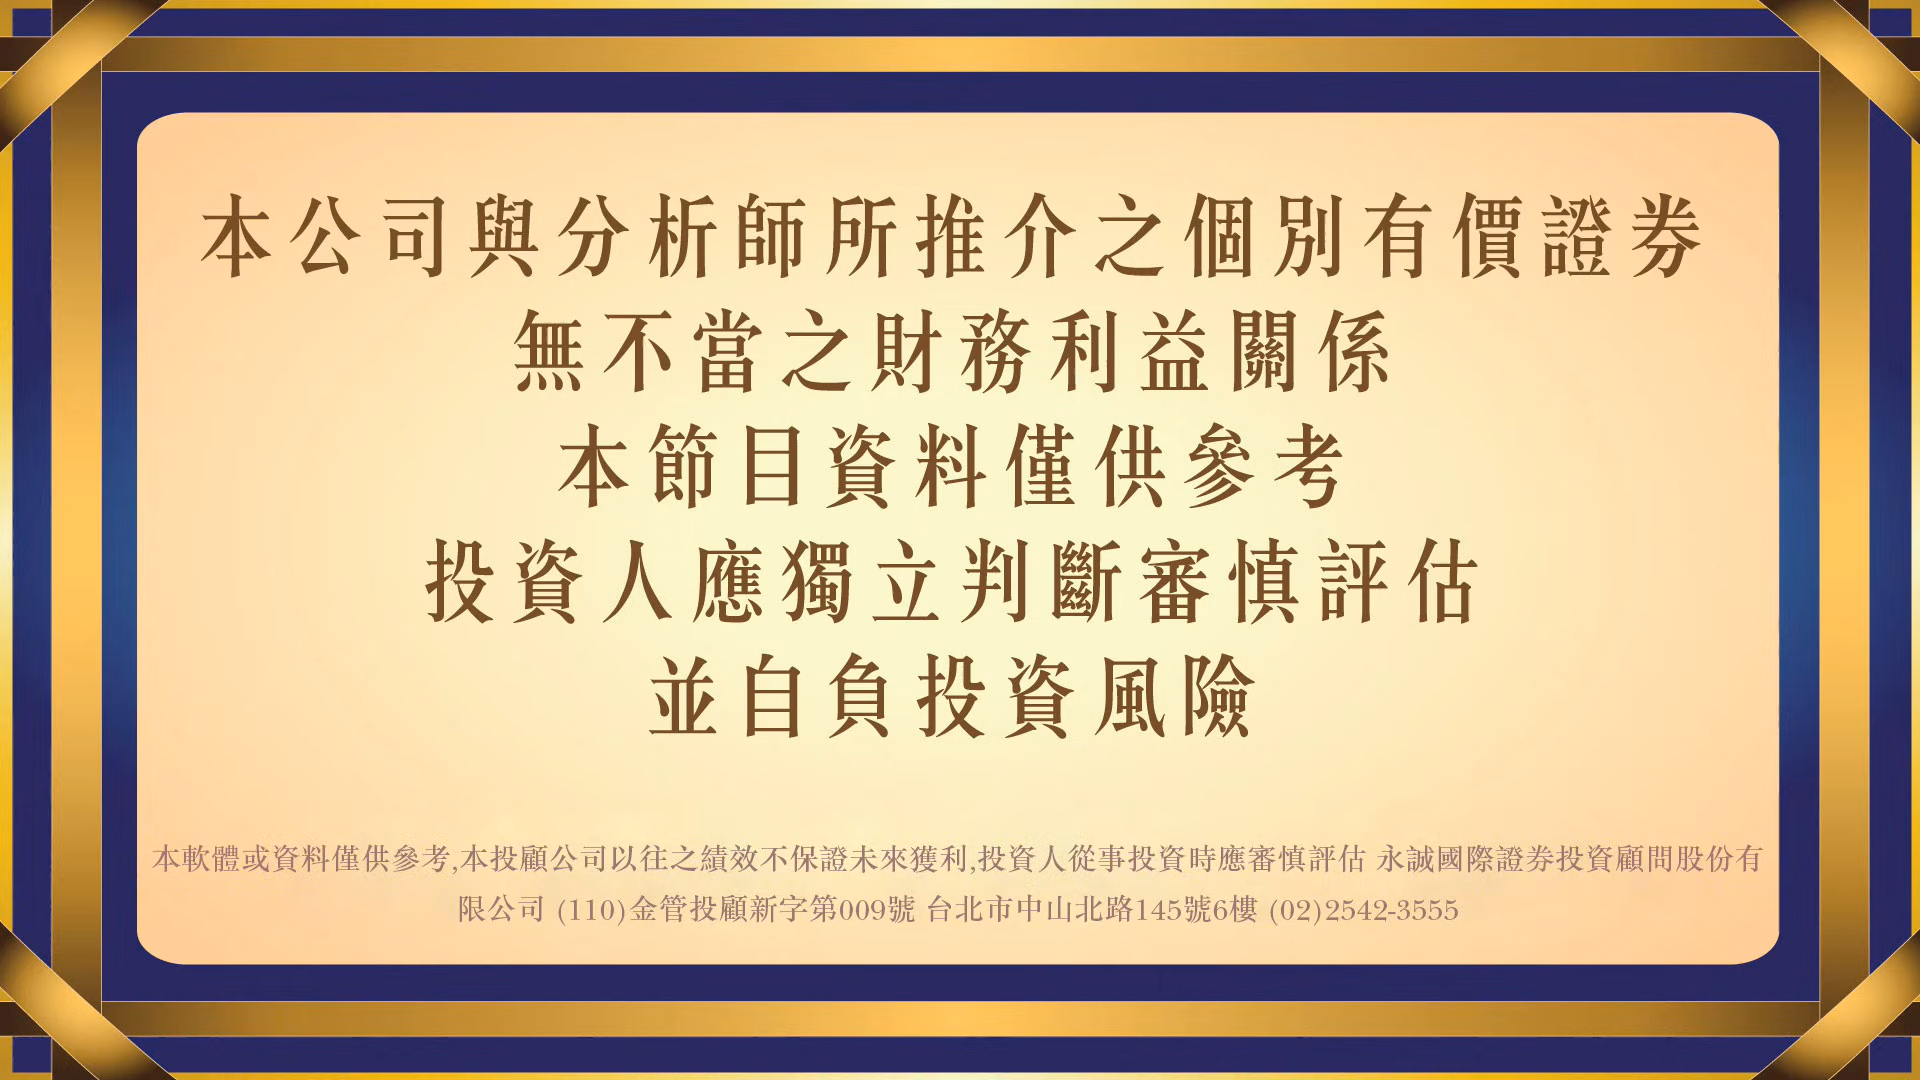 本公司與分析師所推介之個別有價證券
無不當之財務利益關係
本節目資料僅供參考
投資人應獨立判斷審慎評估
並自負投資風險
本軟體或資料僅供參考,本投顧公司以往之績效不保證未來獲利,投資人從事投資時應審慎評估 永誠國際證券投資顧問股份有
限公司 (110)金管投顧新字第009號 台北市中山北路145號6樓 (02)2542-3555